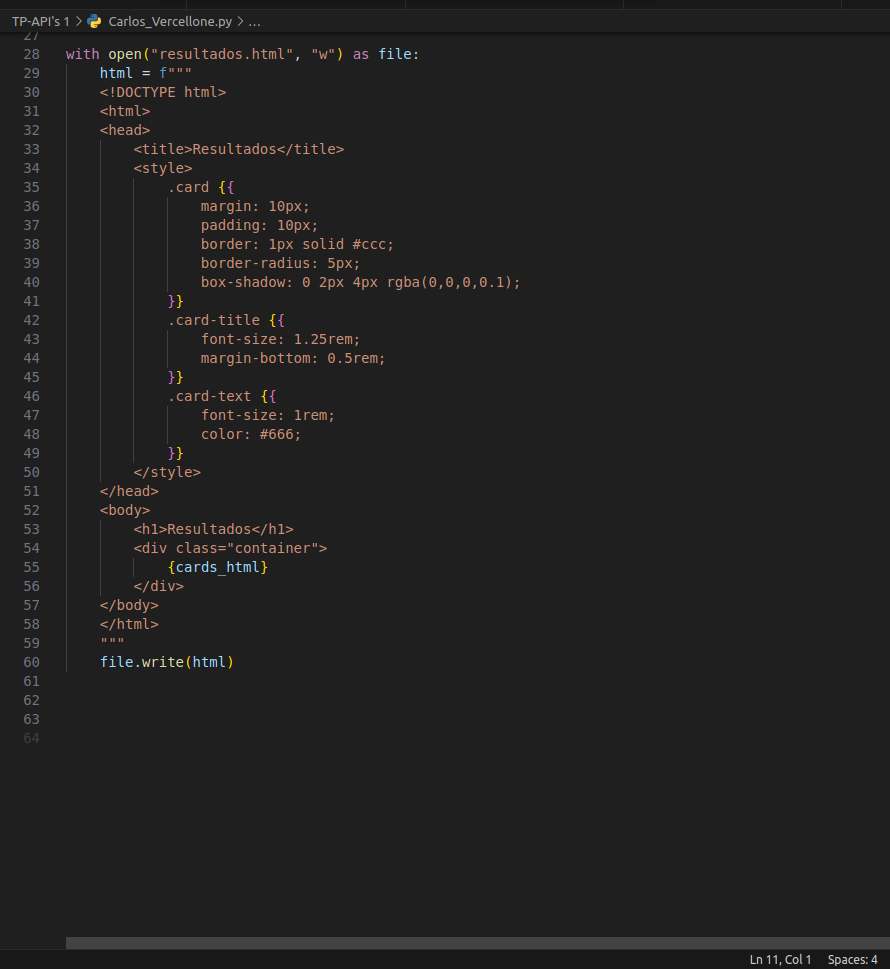 TP-API's 1 > Carlos_Vercellone.py > ...
27
28 with open("resultados.html", "w") as file:
29     html = f"""
30     <!DOCTYPE html>
31     <html>
32     <head>
33         <title>Resultados</title>
34         <style>
35             .card {{
36                 margin: 10px;
37                 padding: 10px;
38                 border: 1px solid #ccc;
39                 border-radius: 5px;
40                 box-shadow: 0 2px 4px rgba(0,0,0,0.1);
41             }}
42             .card-title {{
43                 font-size: 1.25rem;
44                 margin-bottom: 0.5rem;
45             }}
46             .card-text {{
47                 font-size: 1rem;
48                 color: #666;
49             }}
50         </style>
51     </head>
52     <body>
53         <h1>Resultados</h1>
54         <div class="container">
55             {cards_html}
56         </div>
57     </body>
58     </html>
59     """
60     file.write(html)
61
62
63
64
Ln 11, Col 1 Spaces: 4